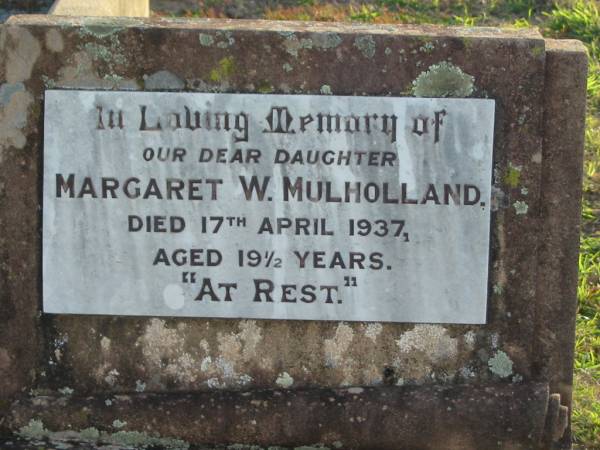 In Loving Memory of
OUR DEAR DAUGHTER
MARGARET W. MULHOLLAND,
DIED 17TH APRIL 1937,
AGED 19½ YEARS.
"AT REST."